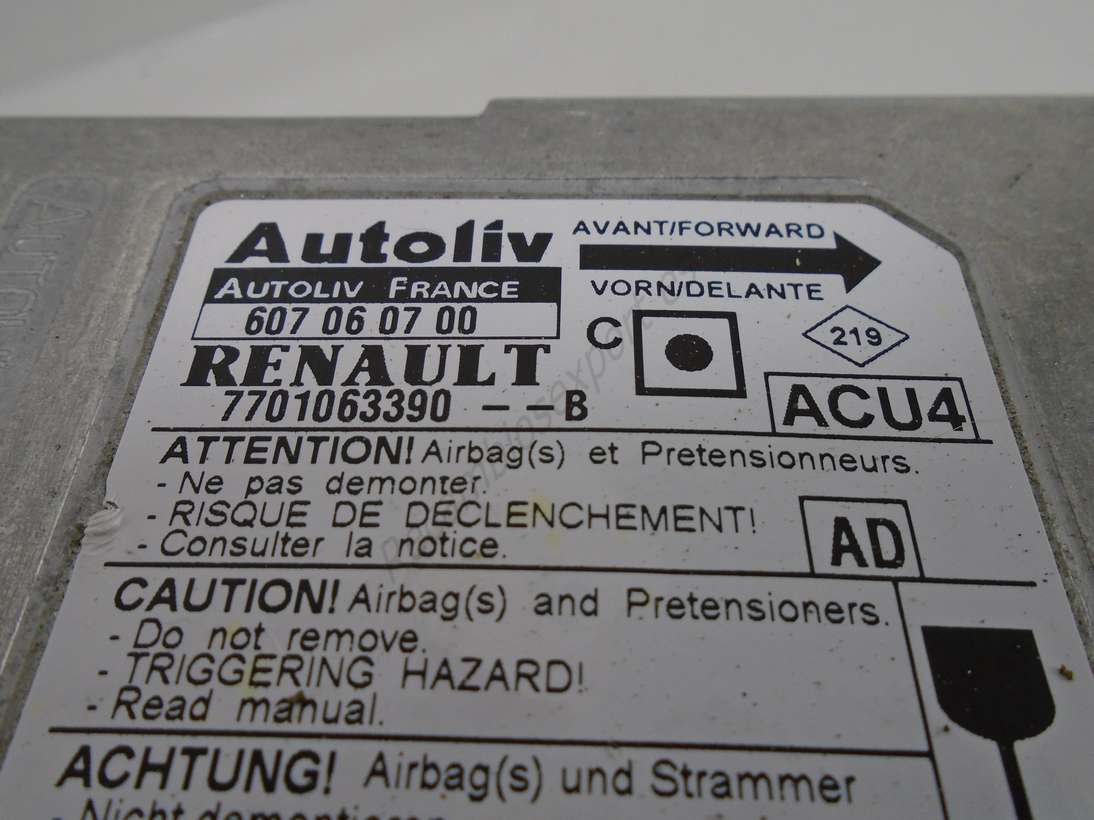 Autoliv
AVANT/FORWARD
AUTOLIV FRANCE
VORN/DELANTE
607 06 07 00
C
219
RENAULT
7701063390 - B
ACU4
ATTENTION! Airbag(s) et Pretensionneurs.
- Ne pas demonter.
- RISQUE DE DECLENCHEMENT!
- Consulter la notice.
AD
CAUTION! Airbag(s) and Pretensioners.
- Do not remove.
- TRIGGERING HAZARD!
- Read manual.
ACHTUNG! Airbag(s) und Strammer
- Nicht demontieren